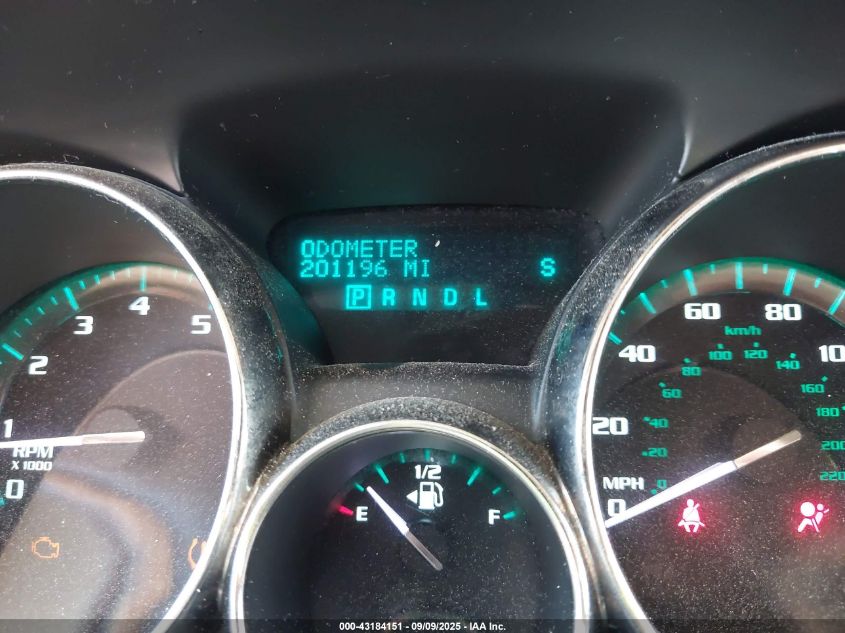 ODOMETER
201196 MI S
P R N D L
1 2 3 4 5
RPM
X 1000
0
1/2
E F
20 40 60 80
km/h
20 40 60 80 100 120 140 160 180 200 220
MPH
0 0
000-43184151 - 09/09/2025 - IAA Inc.